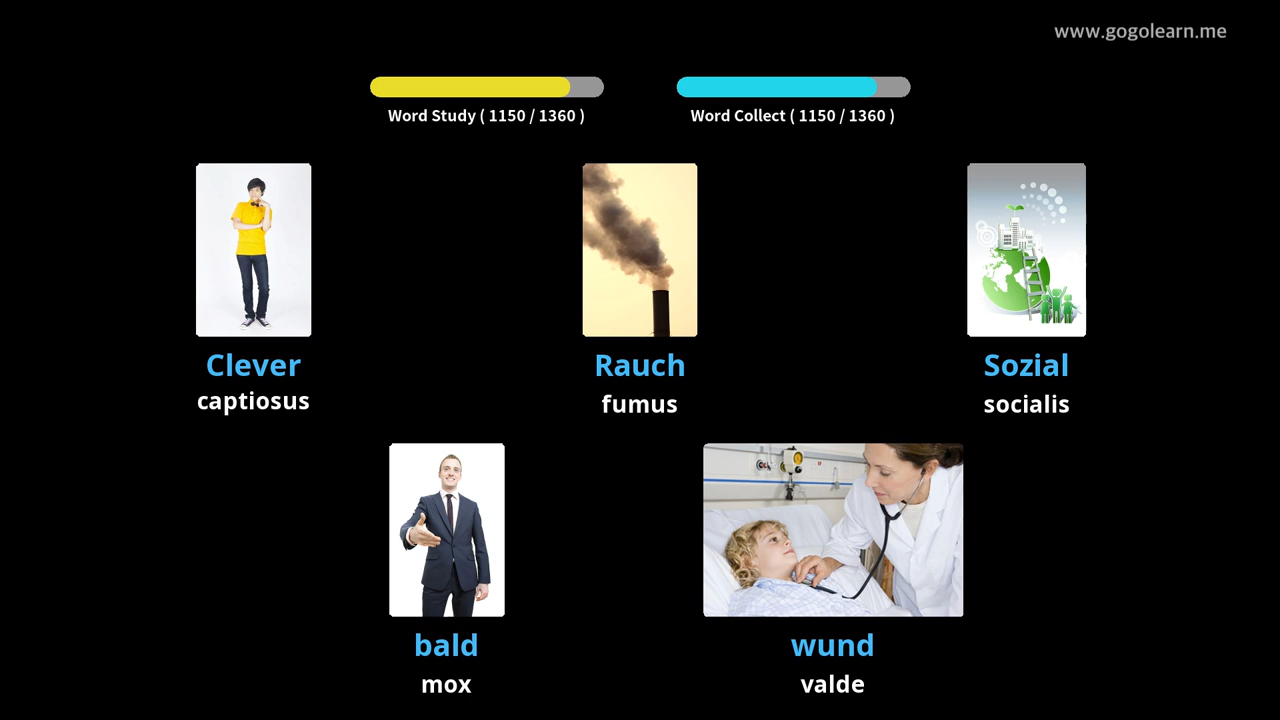 www.gogolearn.me
Word Study ( 1150 / 1360 )
Word Collect ( 1150 / 1360 )
Clever
captiosus
Rauch
fumus
Sozial
socialis
bald
mox
wund
valde